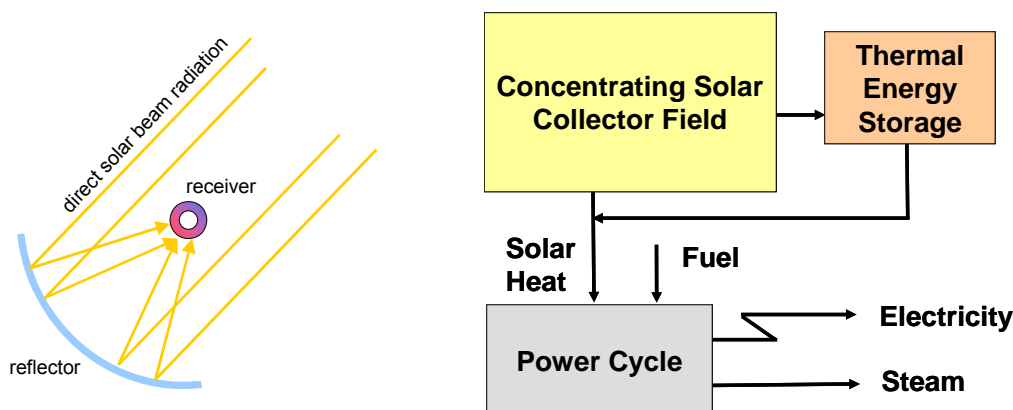 direct solar beam radiation
receiver
reflector
Concentrating Solar
Collector Field
Thermal
Energy
Storage
Solar
Heat
Fuel
Power Cycle
Electricity
Steam